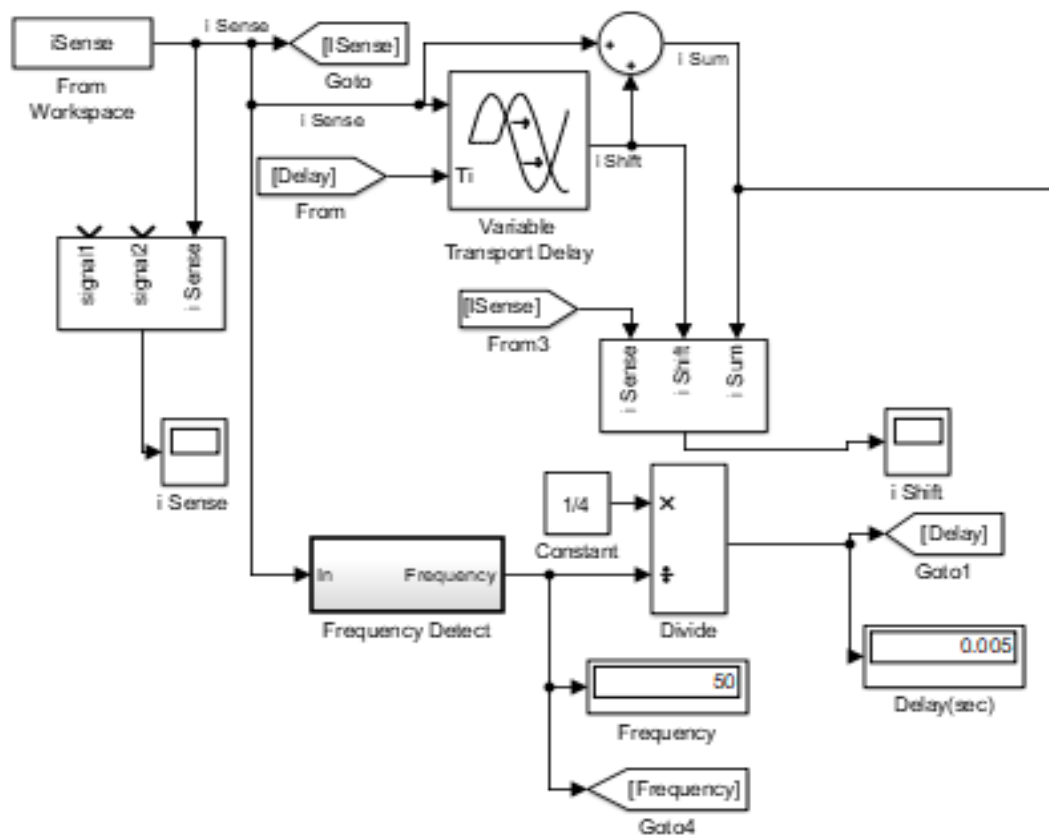 i Sense
iSense
From
Workspace
[ISense]
Goto
i Sense
i Sum
[Delay]
From
Ti
i Shift
Variable
Transport Delay
signal1
signal2
i Sense
[ISense]
From3
i Sense
i Shift
i Sum
i Sense
i Shift
1/4
Constant
×
÷
Divide
[Delay]
Goto1
In
Frequency
Frequency Detect
0.005
Delay(sec)
50
Frequency
[Frequency]
Goto4